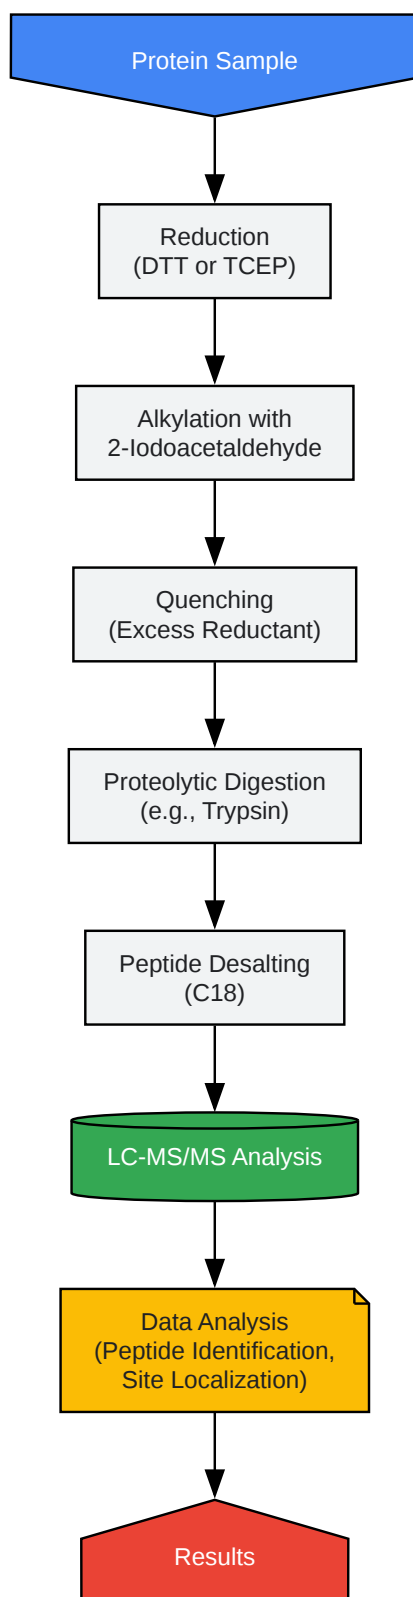 Protein Sample
Reduction
(DTT or TCEP)
Alkylation with
2-Iodoacetaldehyde
Quenching
(Excess Reductant)
Proteolytic Digestion
(e.g., Trypsin)
Peptide Desalting
(C18)
LC-MS/MS Analysis
Data Analysis
(Peptide Identification,
Site Localization)
Results